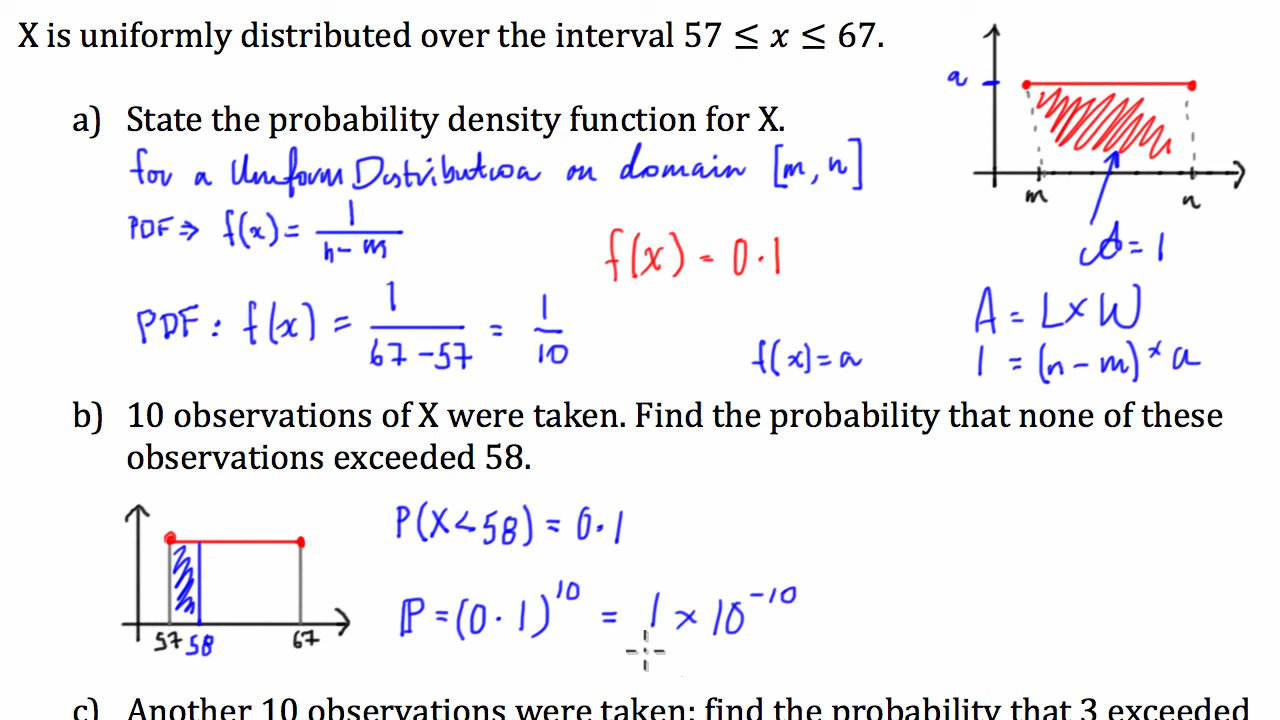 X is uniformly distributed over the interval 57 ≤ x ≤ 67.
a) State the probability density function for X.
for a Uniform Distribution on domain [m, n]
PDF ⇒ f(x) = 1/(n - m)
f(x) = 0.1
PDF : f(x) = 1/(67 - 57) = 1/10
f(x) = a
a
m n
A = 1
A = L × W
1 = (n - m) × a
b) 10 observations of X were taken. Find the probability that none of these
observations exceeded 58.
P(X < 58) = 0.1
P = (0.1)^10 = 1 × 10^-10
57 58 67
c) Another 10 observations were taken; find the probability that 3 exceeded